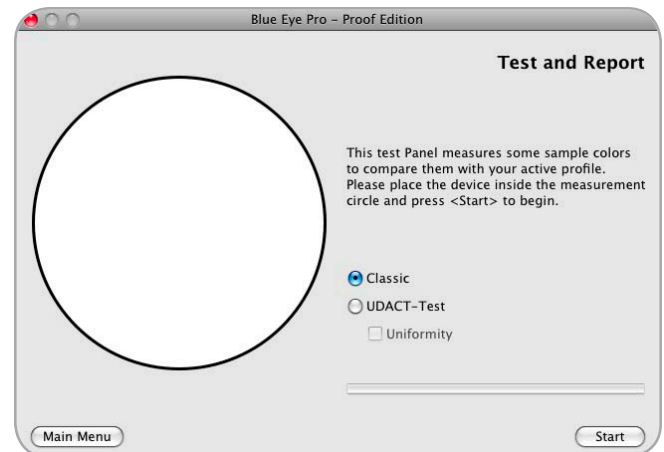 Blue Eye Pro – Proof Edition
Test and Report
This test Panel measures some sample colors
to compare them with your active profile.
Please place the device inside the measurement
circle and press <Start> to begin.
Classic
UDACT-Test
Uniformity
Main Menu
Start